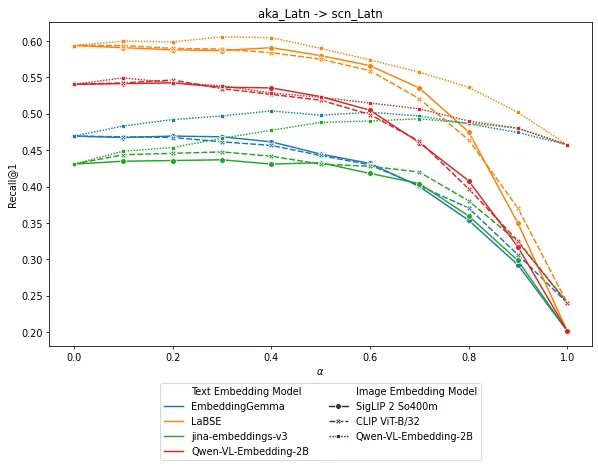 aka_Latn -> scn_Latn
Recall@1
0.60
0.55
0.50
0.45
0.40
0.35
0.30
0.25
0.20
0.0
0.2
0.4
0.6
0.8
1.0
α
Text Embedding Model
EmbeddingGemma
LaBSE
jina-embeddings-v3
Qwen-VL-Embedding-2B
Image Embedding Model
SigLIP 2 So400m
CLIP ViT-B/32
Qwen-VL-Embedding-2B